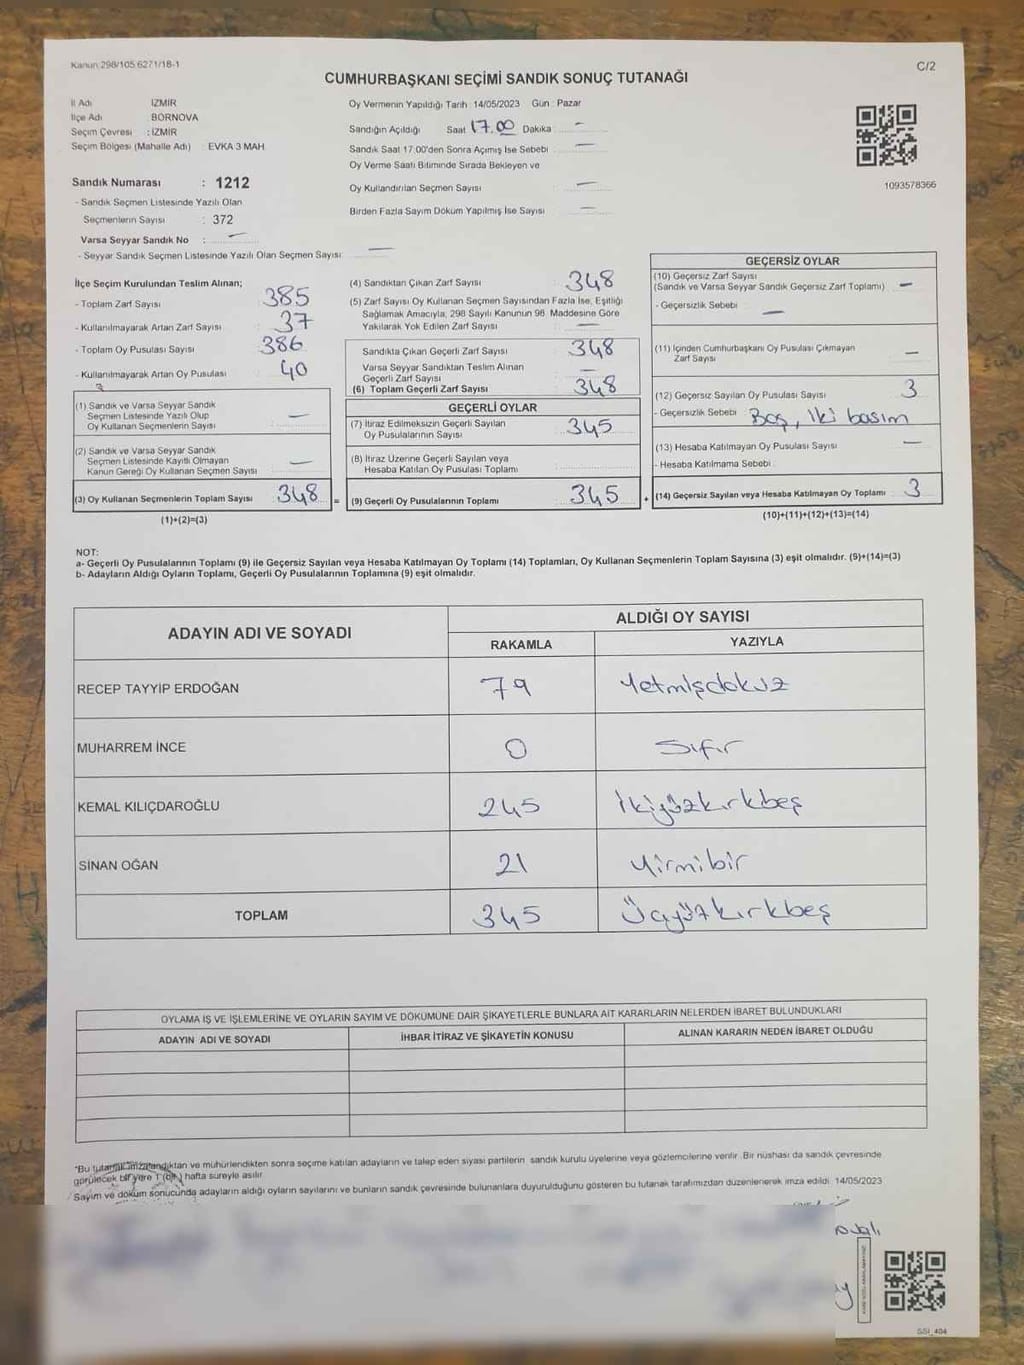 Kanun:298/105.6271/18-1
C/2
CUMHURBAŞKANI SEÇİMİ SANDIK SONUÇ TUTANAĞI
İl Adı İZMİR
İlçe Adı BORNOVA
Seçim Çevresi : İZMİR
Seçim Bölgesi (Mahalle Adı) : EVKA 3 MAH.
Sandık Numarası : 1212
- Sandık Seçmen Listesinde Yazılı Olan
Seçmenlerin Sayısı : 372
Varsa Seyyar Sandık No : —
- Seyyar Sandık Seçmen Listesinde Yazılı Olan Seçmen Sayısı: —
Oy Vermenin Yapıldığı Tarih : 14/05/2023 Gün : Pazar
Sandığın Açıldığı Saat 17.00 Dakika : —
Sandık Saat 17:00'den Sonra Açımış İse Sebebi : —
Oy Verme Saati Bitiminde Sırada Bekleyen ve
Oy Kullandırılan Seçmen Sayısı : —
Birden Fazla Sayım Döküm Yapılmış İse Sayısı : —
1093578366
İlçe Seçim Kurulundan Teslim Alınan;
- Toplam Zarf Sayısı 385
- Kullanılmayarak Artan Zarf Sayısı 37
- Toplam Oy Pusulası Sayısı 386
- Kullanılmayarak Artan Oy Pusulası 40
(1) Sandık ve Varsa Seyyar Sandık
Seçmen Listesinde Yazılı Olup
Oy Kullanan Seçmenlerin Sayısı —
(2) Sandık ve Varsa Seyyar Sandık
Seçmen Listesinde Kayıtlı Olmayan
Kanun Gereği Oy Kullanan Seçmen Sayısı —
(3) Oy Kullanan Seçmenlerin Toplam Sayısı 348 =
(1)+(2)=(3)
(4) Sandıktan Çıkan Zarf Sayısı 348
(5) Zarf Sayısı Oy Kullanan Seçmen Sayısından Fazla İse, Eşitliği
Sağlamak Amacıyla, 298 Sayılı Kanunun 98. Maddesine Göre
Yakılarak Yok Edilen Zarf Sayısı —
Sandıkta Çıkan Geçerli Zarf Sayısı 348
Varsa Seyyar Sandıktan Teslim Alınan
Geçerli Zarf Sayısı —
(6) Toplam Geçerli Zarf Sayısı 348
GEÇERLİ OYLAR
(7) İtiraz Edilmeksizin Geçerli Sayılan
Oy Pusulalarının Sayısı 345
(8) İtiraz Üzerine Geçerli Sayılan veya
Hesaba Katılan Oy Pusulası Toplamı
(9) Geçerli Oy Pusulalarının Toplamı 345 +
GEÇERSİZ OYLAR
(10) Geçersiz Zarf Sayısı
(Sandık ve Varsa Seyyar Sandık Geçersiz Zarf Toplamı) —
- Geçersizlik Sebebi —
(11) İçinden Cumhurbaşkanı Oy Pusulası Çıkmayan
Zarf Sayısı —
(12) Geçersiz Sayılan Oy Pusulası Sayısı 3
- Geçersizlik Sebebi Boş, iki basım
(13) Hesaba Katılmayan Oy Pusulası Sayısı —
- Hesaba Katılmama Sebebi
(14) Geçersiz Sayılan veya Hesaba Katılmayan Oy Toplamı 3
(10)+(11)+(12)+(13)=(14)
NOT:
a- Geçerli Oy Pusulalarının Toplamı (9) ile Geçersiz Sayılan veya Hesaba Katılmayan Oy Toplamı (14) Toplamları, Oy Kullanan Seçmenlerin Toplam Sayısına (3) eşit olmalıdır. (9)+(14)=(3)
b- Adayların Aldığı Oyların Toplamı, Geçerli Oy Pusulalarının Toplamına (9) eşit olmalıdır.
ADAYIN ADI VE SOYADI
ALDIĞI OY SAYISI
RAKAMLA YAZIYLA
RECEP TAYYİP ERDOĞAN 79 Yetmişdokuz
MUHARREM İNCE 0 Sıfır
KEMAL KILIÇDAROĞLU 245 İkiyüzkırkbeş
SİNAN OĞAN 21 Yirmibir
TOPLAM 345 Üçyüzkırkbeş
OYLAMA İŞ VE İŞLEMLERİNE VE OYLARIN SAYIM VE DÖKÜMÜNE DAİR ŞİKAYETLERLE BUNLARA AİT KARARLARIN NELERDEN İBARET BULUNDUKLARI
ADAYIN ADI VE SOYADI İHBAR İTİRAZ VE ŞİKAYETİN KONUSU ALINAN KARARIN NEDEN İBARET OLDUĞU
*Bu tutanak imzalandıktan ve mühürlendikten sonra seçime katılan adayların ve talep eden siyasi partilerin sandık kurulu üyelerine veya gözlemcilerine verilir. Bir nüshası da sandık çevresinde
görülecek bir yere 1 (bir) hafta süreyle asılır.
Sayım ve döküm sonucunda adayların aldığı oyların sayılarını ve bunların sandık çevresinde bulunanlara duyurulduğunu gösteren bu tutanak tarafımızdan düzenlenerek imza edildi. 14/05/2023
SSI_404